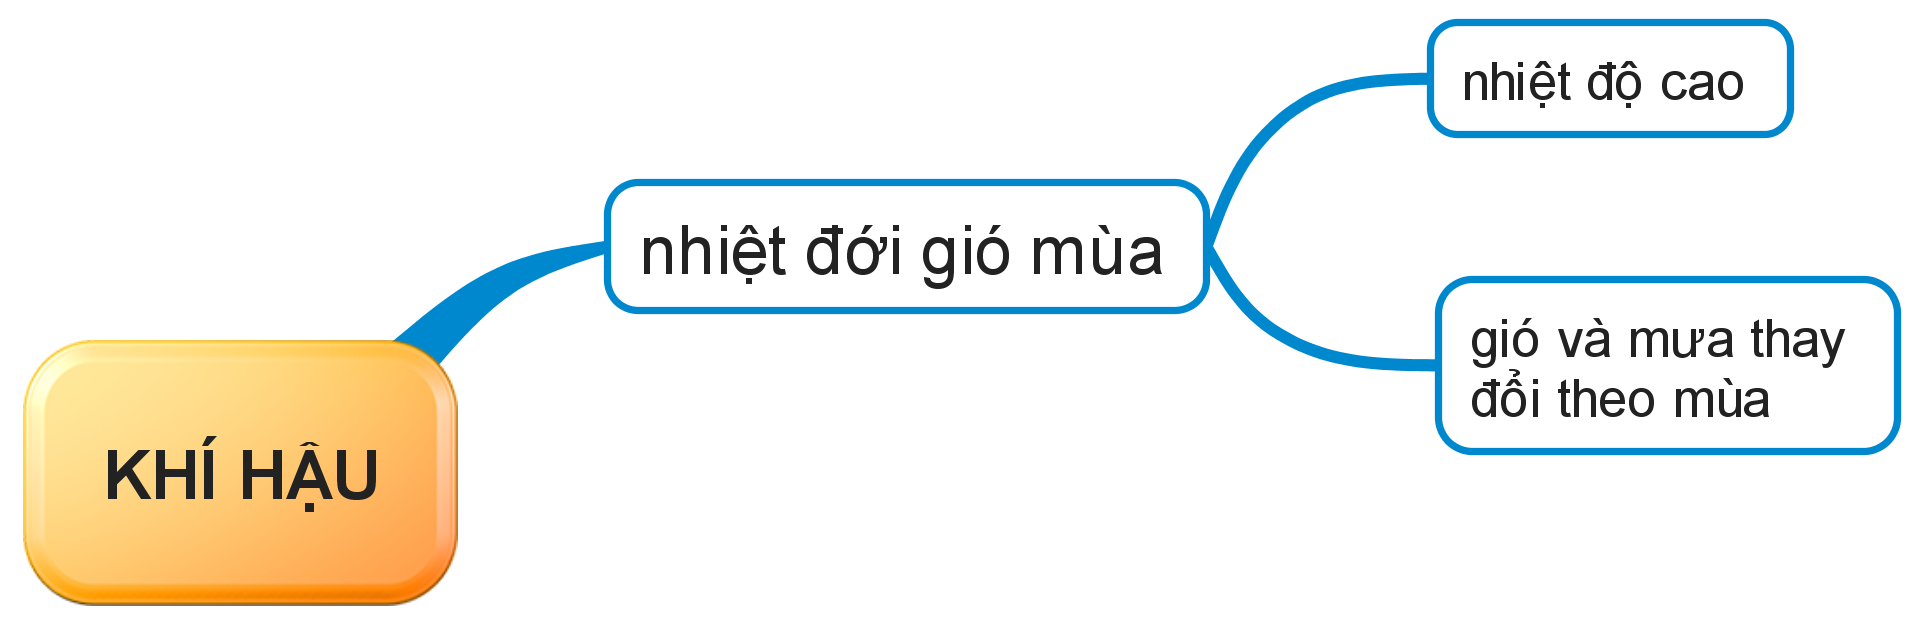 KHÍ HẬU
nhiệt đới gió mùa
nhiệt độ cao
gió và mưa thay
đổi theo mùa